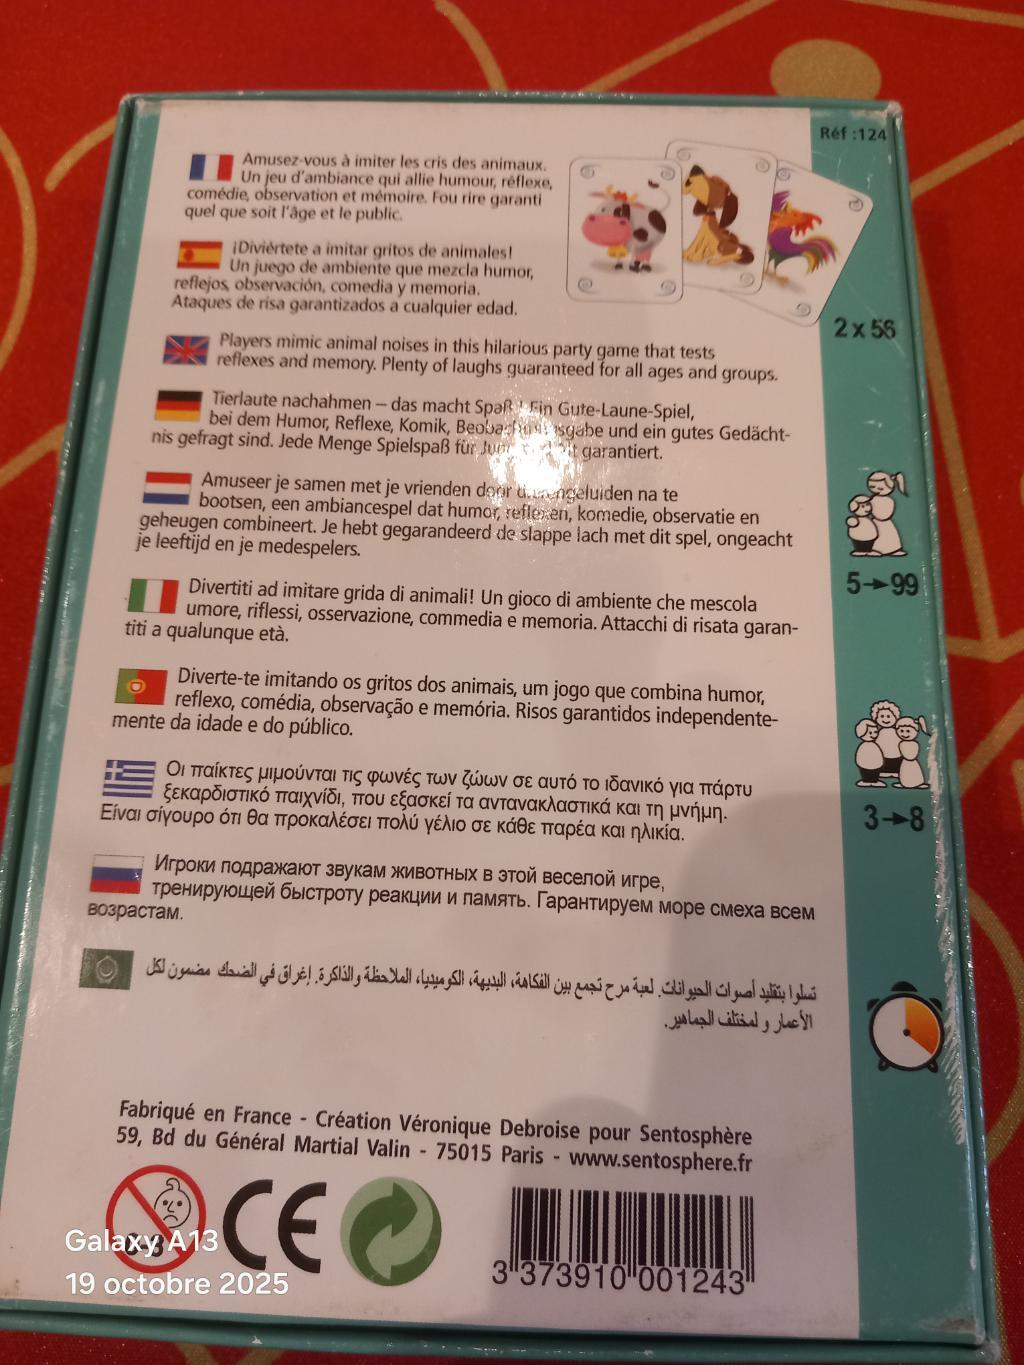 Réf :124
Amusez-vous à imiter les cris des animaux.
Un jeu d'ambiance qui allie humour, réflexe,
comédie, observation et mémoire. Fou rire garanti
quel que soit l'âge et le public.
¡Diviértete a imitar gritos de animales!
Un juego de ambiente que mezcla humor,
reflejos, observación, comedia y memoria.
Ataques de risa garantizados a cualquier edad.
2 x 56
Players mimic animal noises in this hilarious party game that tests
reflexes and memory. Plenty of laughs guaranteed for all ages and groups.
Tierlaute nachahmen – das macht Spaß ! Ein Gute-Laune-Spiel,
bei dem Humor, Reflexe, Komik, und ein gutes Gedächt-
nis gefragt sind. Jede Menge Spielspaß für garantiert.
Amuseer je samen met je vrienden door na te
bootsen, een ambiancespel dat humor, reflexen, komedie, observatie en
geheugen combineert. Je hebt gegarandeerd de slappe lach met dit spel, ongeacht
je leeftijd en je medespelers.
5→99
Divertiti ad imitare grida di animali! Un gioco di ambiente che mescola
umore, riflessi, osservazione, commedia e memoria. Attacchi di risata garan-
titi a qualunque età.
Diverte-te imitando os gritos dos animais, um jogo que combina humor,
reflexo, comédia, observação e memória. Risos garantidos independente-
mente da idade e do público.
Οι παίκτες μιμούνται τις φωνές των ζώων σε αυτό το ιδανικό για πάρτυ
ξεκαρδιστικό παιχνίδι, που εξασκεί τα αντανακλαστικά και τη μνήμη.
Είναι σίγουρο ότι θα προκαλέσει πολύ γέλιο σε κάθε παρέα και ηλικία.
3→8
Игроки подражают звукам животных в этой веселой игре,
тренирующей быстроту реакции и память. Гарантируем море смеха всем
возрастам.
تسلوا بتقليد أصوات الحيوانات. لعبة مرح تجمع بين الفكاهة، البديهة، الكوميديا، الملاحظة والذاكرة. إغراق في الضحك مضمون لكل
الأعمار و لمختلف الجماهير.
Fabriqué en France - Création Véronique Debroise pour Sentosphère
59, Bd du Général Martial Valin - 75015 Paris - www.sentosphere.fr
0-3
CE
3 373910 001243
Galaxy A13
19 octobre 2025